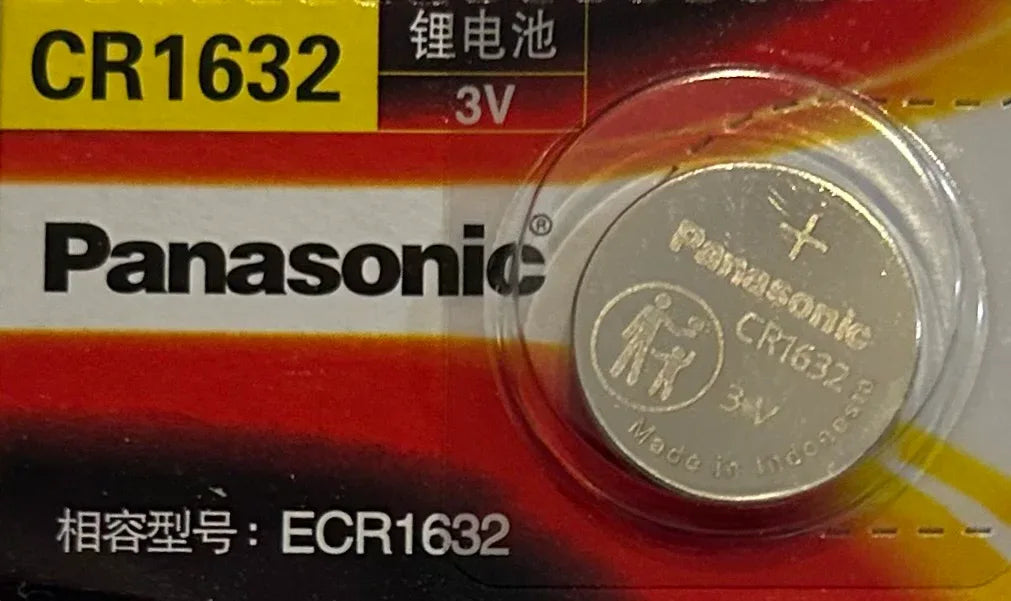 CR1632
锂电池
3V
Panasonic®
+
Panasonic
CR1632
3V
Made in Indonesia
相容型号：ECR1632